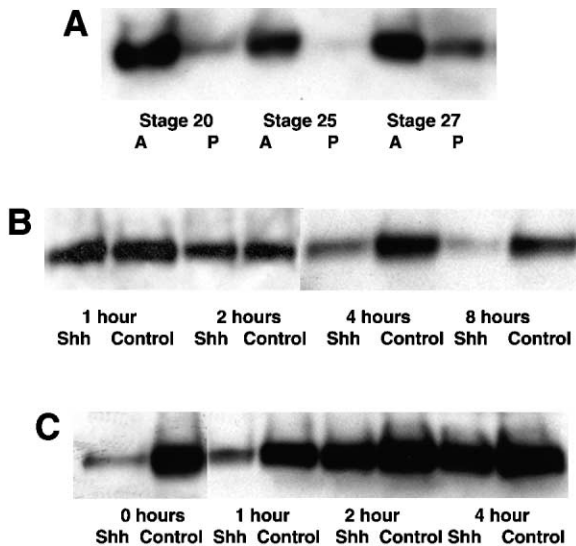 A
Stage 20 Stage 25 Stage 27
A P A P A P
B
1 hour 2 hours 4 hours 8 hours
Shh Control Shh Control Shh Control Shh Control
C
0 hours 1 hour 2 hour 4 hour
Shh Control Shh Control Shh Control Shh Control